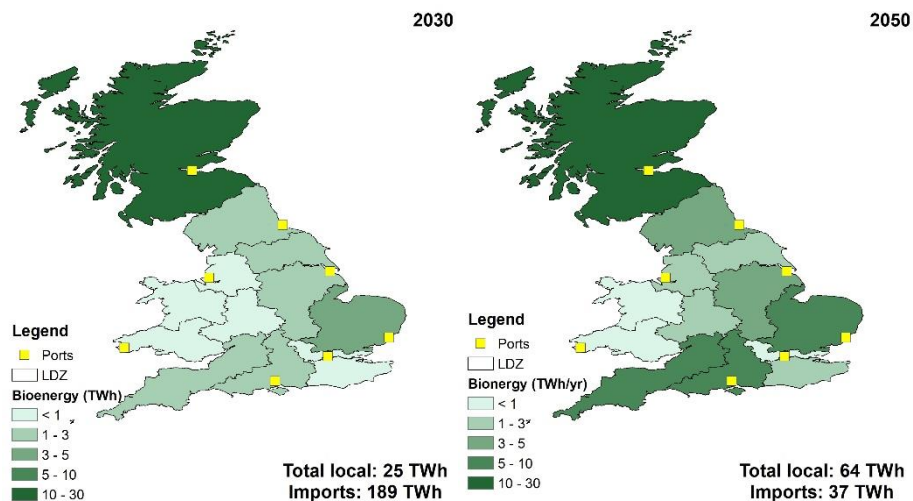 2030
Legend
Ports
LDZ
Bioenergy (TWh)
< 1
1 - 3
3 - 5
5 - 10
10 - 30
Total local: 25 TWh
Imports: 189 TWh
2050
Legend
Ports
LDZ
Bionergy (TWh/yr)
< 1
1 - 3
3 - 5
5 - 10
10 - 30
Total local: 64 TWh
Imports: 37 TWh